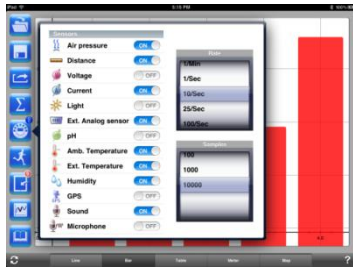 iPad
5:15 PM
Sensors
Air pressure ON
Distance ON
Voltage OFF
Current ON
Light OFF
Ext. Analog sensor ON
pH OFF
Amb. Temperature ON
Ext. Temperature ON
Humidity ON
GPS OFF
Sound ON
Microphone OFF
Rate
1/Min
1/Sec
10/Sec
25/Sec
100/Sec
Samples
100
1000
10000
Line
Bar
Table
Meter
Map
?